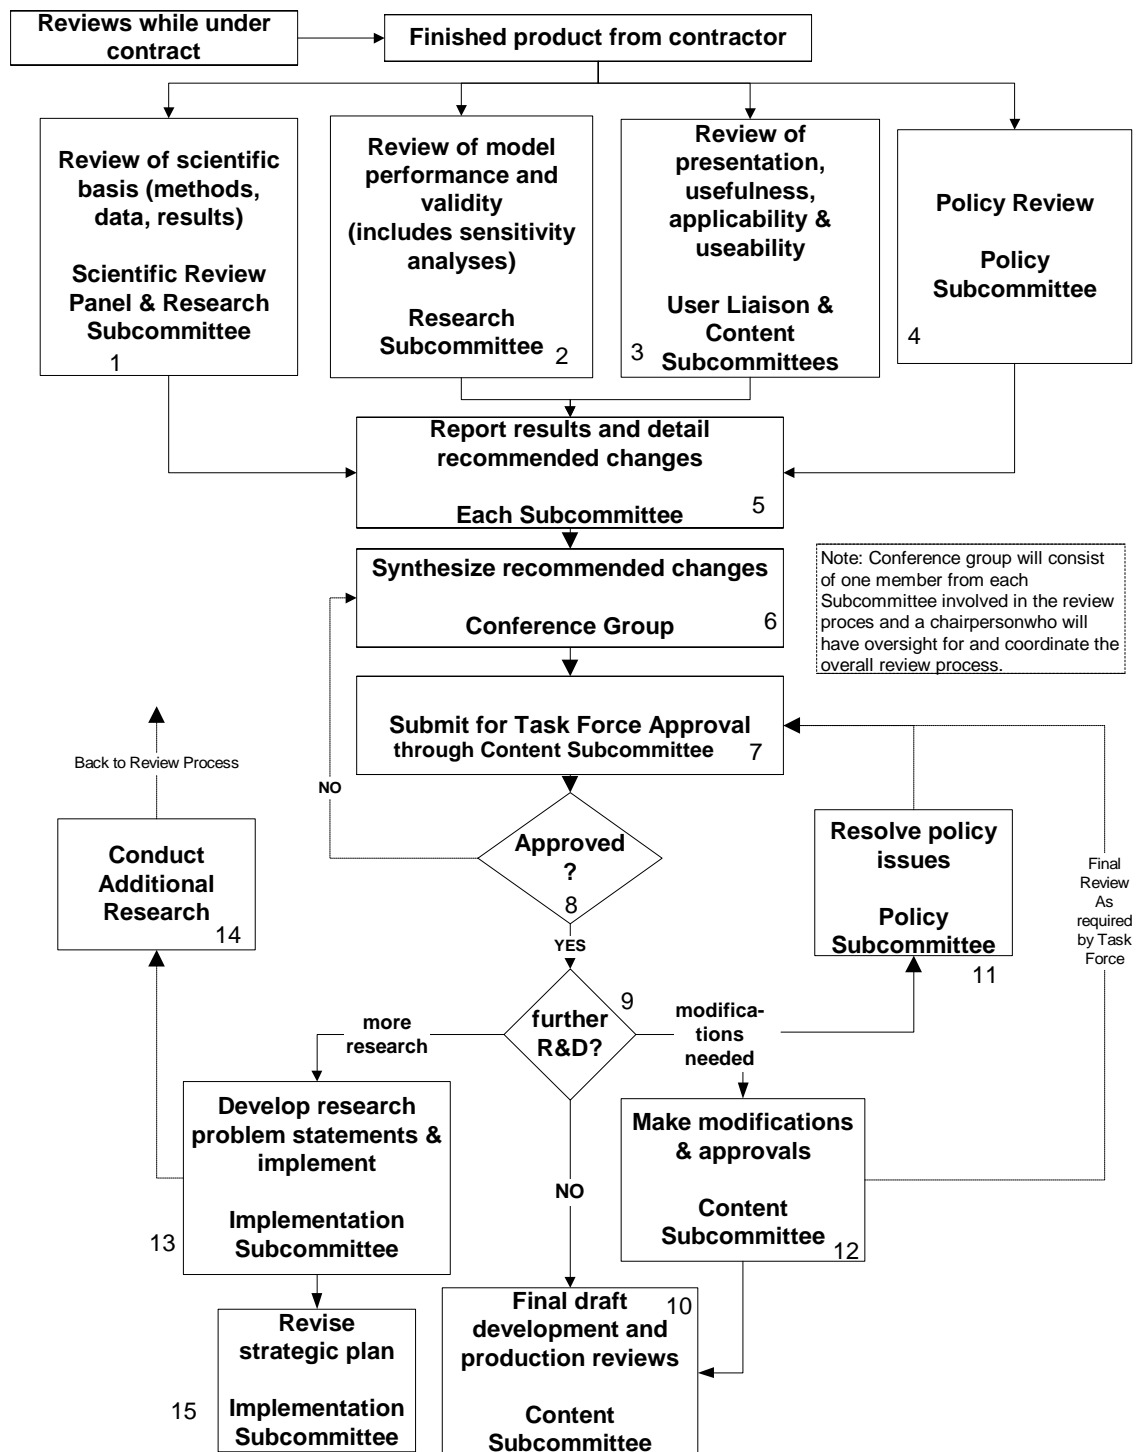 Reviews while under
contract
Finished product from contractor
Review of scientific
basis (methods,
data, results)
Scientific Review
Panel & Research
Subcommittee
1
Review of model
performance and
validity
(includes sensitivity
analyses)
Research
Subcommittee
2
Review of
presentation,
usefulness,
applicability &
useability
User Liaison &
Content
Subcommittees
3
Policy Review
Policy
Subcommittee
4
Report results and detail
recommended changes
Each Subcommittee
5
Synthesize recommended changes
Conference Group
6
Note: Conference group will consist
of one member from each
Subcommittee involved in the review
proces and a chairpersonwho will
have oversight for and coordinate the
overall review process.
Submit for Task Force Approval
through Content Subcommittee
7
Back to Review Process
NO
Approved
?
8
YES
Conduct
Additional
Research
14
Resolve policy
issues
Policy
Subcommittee
11
Final
Review
As
required
by Task
Force
9
further
R&D?
more
research
modifica-
tions
needed
Develop research
problem statements &
implement
Implementation
Subcommittee
13
NO
Make modifications
& approvals
Content
Subcommittee
12
Revise
strategic plan
Implementation
Subcommittee
15
Final draft
development and
production reviews
Content
Subcommittee
10